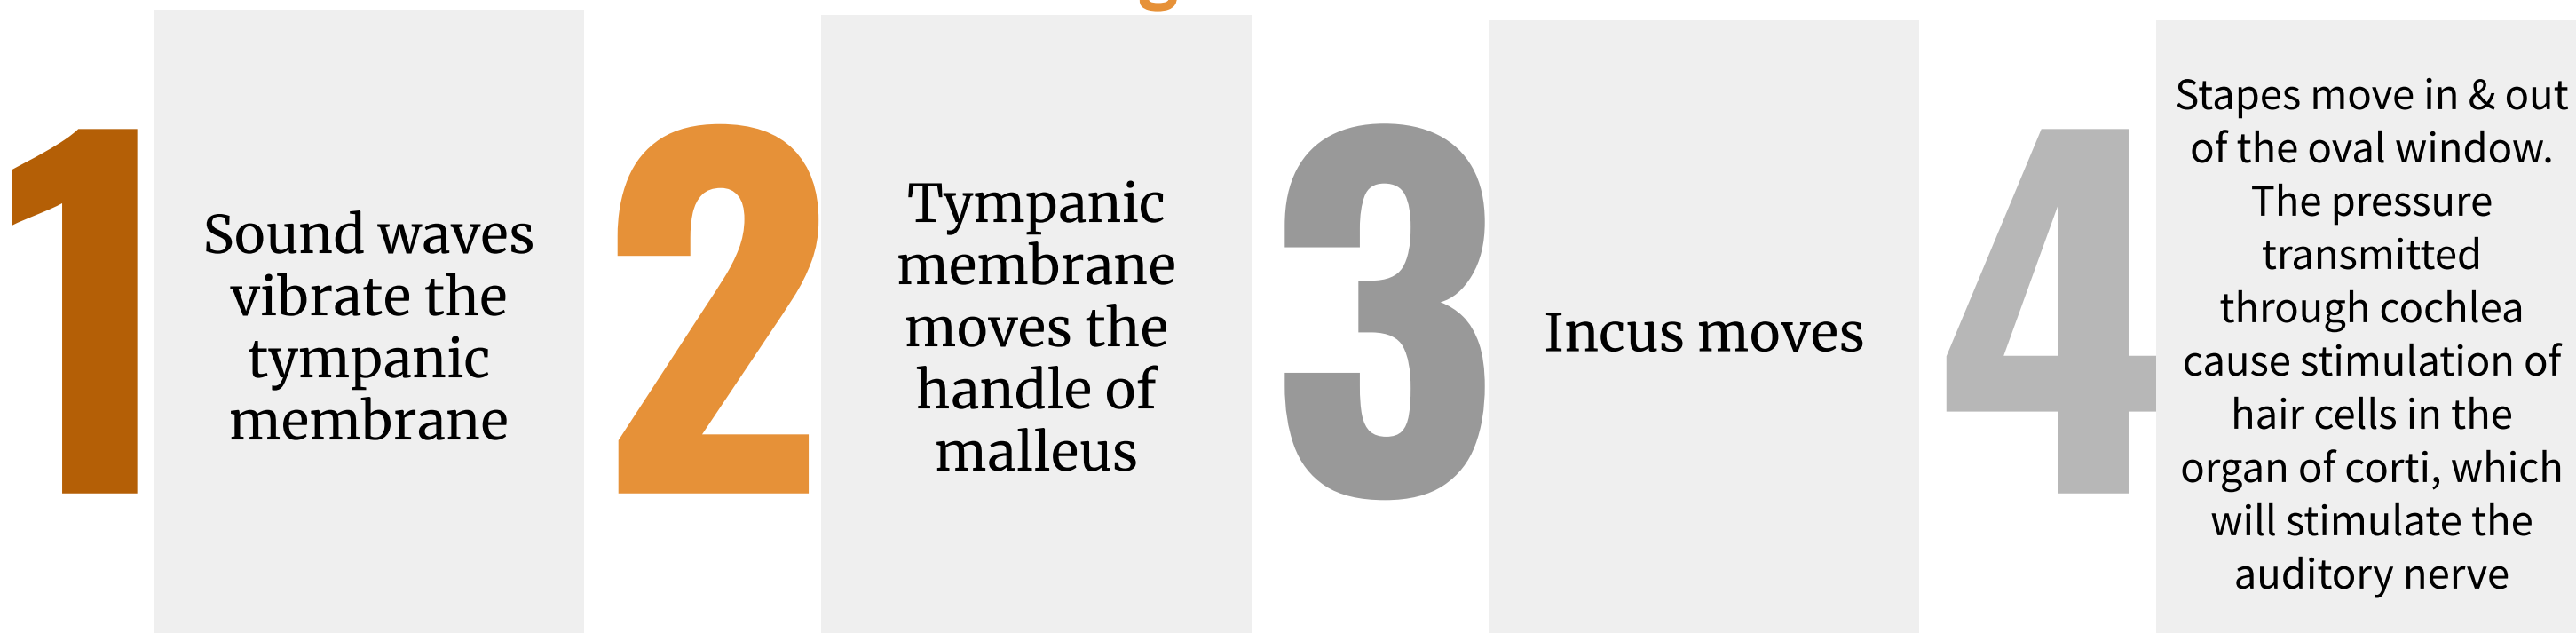 1
Sound waves
vibrate the
tympanic
membrane
2
Tympanic
membrane
moves the
handle of
malleus
3
Incus moves
4
Stapes move in & out
of the oval window.
The pressure
transmitted
through cochlea
cause stimulation of
hair cells in the
organ of corti, which
will stimulate the
auditory nerve